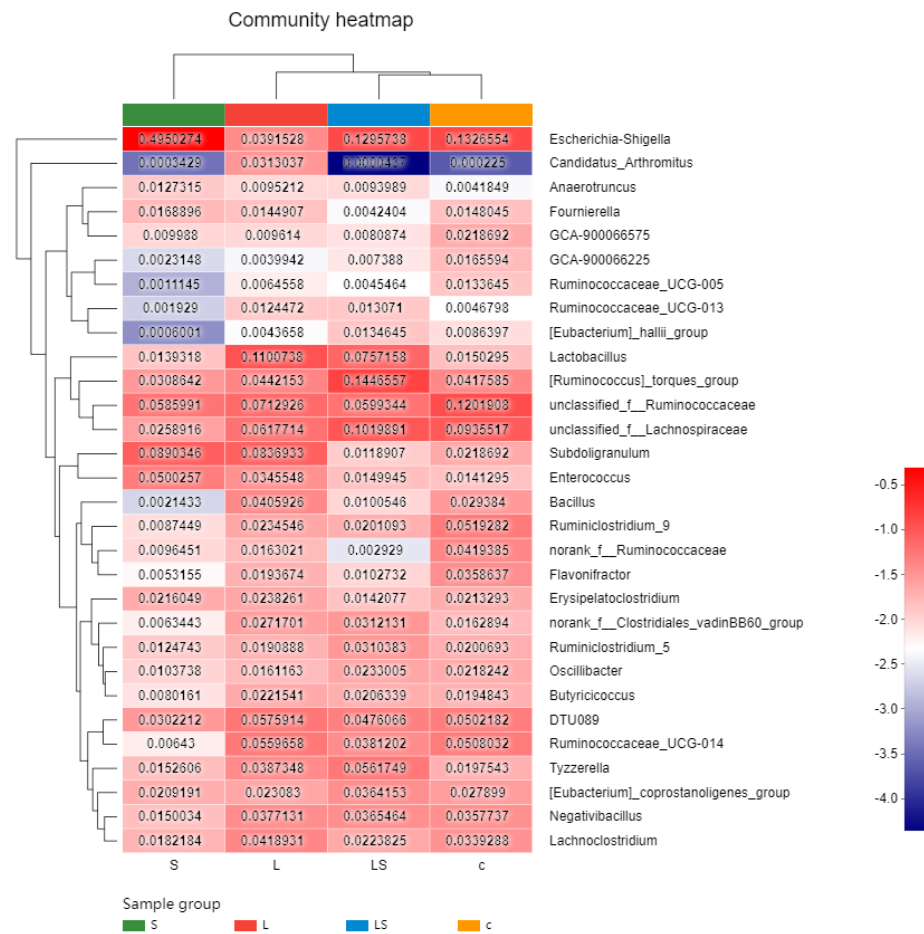 Community heatmap
0.4950274 0.0391528 0.1295738 0.1326554 Escherichia-Shigella
0.0003429 0.0313037 0.0000437 0.000225 Candidatus_Arthromitus
0.0127315 0.0095212 0.0093989 0.0041849 Anaerotruncus
0.0168896 0.0144907 0.0042404 0.0148045 Fournierella
0.009988 0.009614 0.0080874 0.0218692 GCA-900066575
0.0023148 0.0039942 0.007388 0.0165594 GCA-900066225
0.0011145 0.0064558 0.0045464 0.0133645 Ruminococcaceae_UCG-005
0.001929 0.0124472 0.013071 0.0046798 Ruminococcaceae_UCG-013
0.0006001 0.0043658 0.0134645 0.0086397 [Eubacterium]_hallii_group
0.0139318 0.1100738 0.0757158 0.0150295 Lactobacillus
0.0308642 0.0442153 0.1446557 0.0417585 [Ruminococcus]_torques_group
0.0585991 0.0712926 0.0599344 0.1201908 unclassified_f__Ruminococcaceae
0.0258916 0.0617714 0.1019891 0.0935517 unclassified_f__Lachnospiraceae
0.0890346 0.0836933 0.0118907 0.0218692 Subdoligranulum
0.0500257 0.0345548 0.0149945 0.0141295 Enterococcus
0.0021433 0.0405926 0.0100546 0.029384 Bacillus
0.0087449 0.0234546 0.0201093 0.0519282 Ruminiclostridium_9
0.0096451 0.0163021 0.002929 0.0419385 norank_f__Ruminococcaceae
0.0053155 0.0193674 0.0102732 0.0358637 Flavonifractor
0.0216049 0.0238261 0.0142077 0.0213293 Erysipelatoclostridium
0.0063443 0.0271701 0.0312131 0.0162894 norank_f__Clostridiales_vadinBB60_group
0.0124743 0.0190888 0.0310383 0.0200693 Ruminiclostridium_5
0.0103738 0.0161163 0.0233005 0.0218242 Oscillibacter
0.0080161 0.0221541 0.0206339 0.0194843 Butyricicoccus
0.0302212 0.0575914 0.0476066 0.0502182 DTU089
0.00643 0.0559658 0.0381202 0.0508032 Ruminococcaceae_UCG-014
0.0152606 0.0387348 0.0561749 0.0197543 Tyzzerella
0.0209191 0.023083 0.0364153 0.027899 [Eubacterium]_coprostanoligenes_group
0.0150034 0.0377131 0.0365464 0.0357737 Negativibacillus
0.0182184 0.0418931 0.0223825 0.0339288 Lachnoclostridium
S L LS c
-0.5
-1.0
-1.5
-2.0
-2.5
-3.0
-3.5
-4.0
Sample group
S L LS c